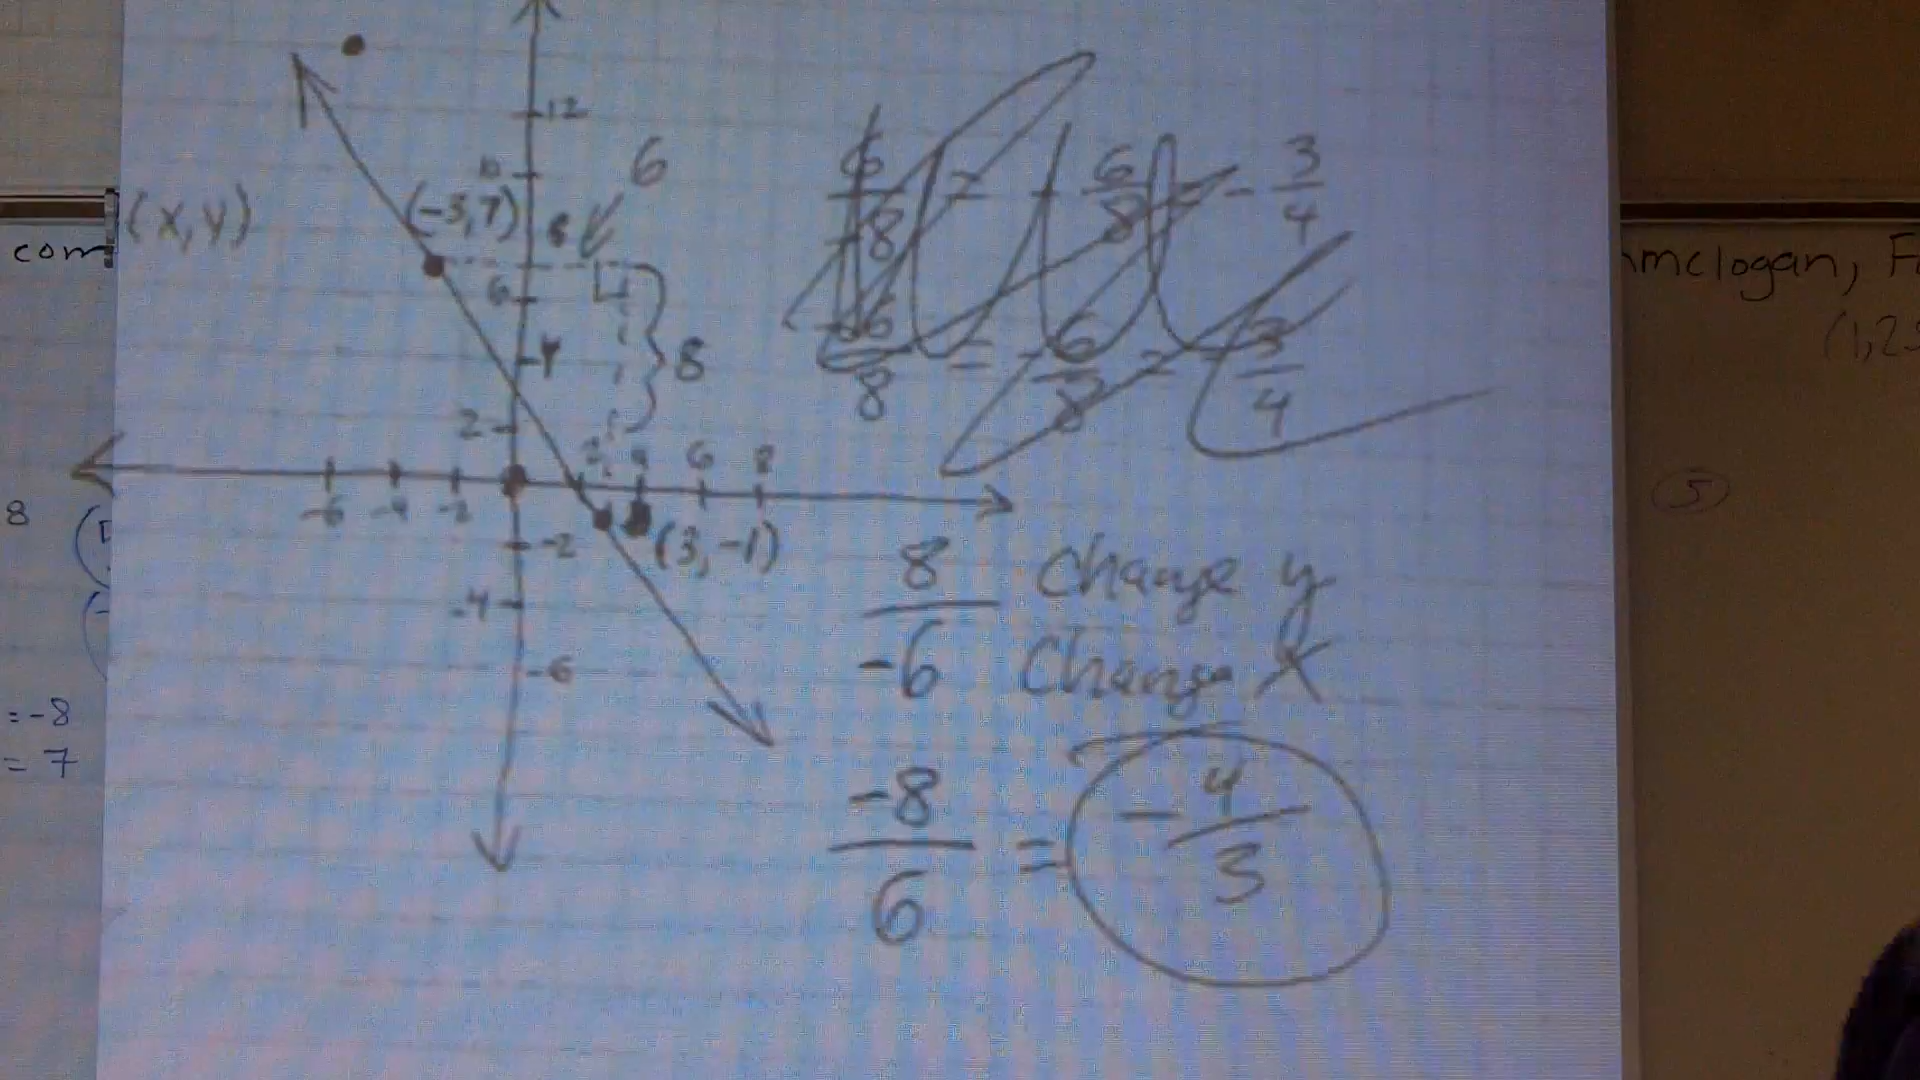 12
10
6
(x,y)
(-3,7)
8
6
4
8
2
2 4 6 8
-6 -4 -2
-2
(3,-1)
-4
-6
6/-8 = -6/8 = -3/4
-6/8 = -6/8 = -3/4
8 Change y
-6 Change x
-8/6 = -4/3
com
8
=-8
= 7
mclogan,
5